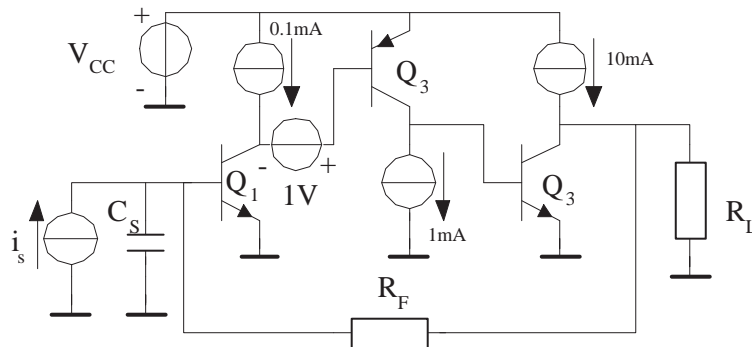 +
V_CC
-
0.1mA
Q_3
10mA
-
+
Q_1
1V
Q_3
C_S
i_s
1mA
R_L
R_F